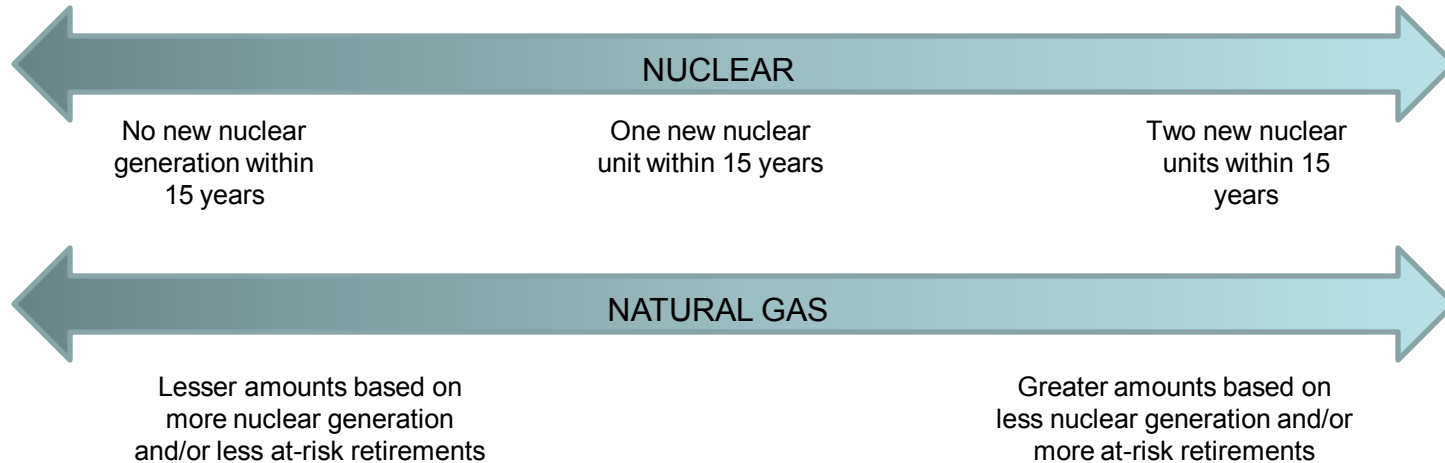 NUCLEAR
No new nuclear
generation within
15 years
One new nuclear
unit within 15 years
Two new nuclear
units within 15
years
NATURAL GAS
Lesser amounts based on
more nuclear generation
and/or less at-risk retirements
Greater amounts based on
less nuclear generation and/or
more at-risk retirements